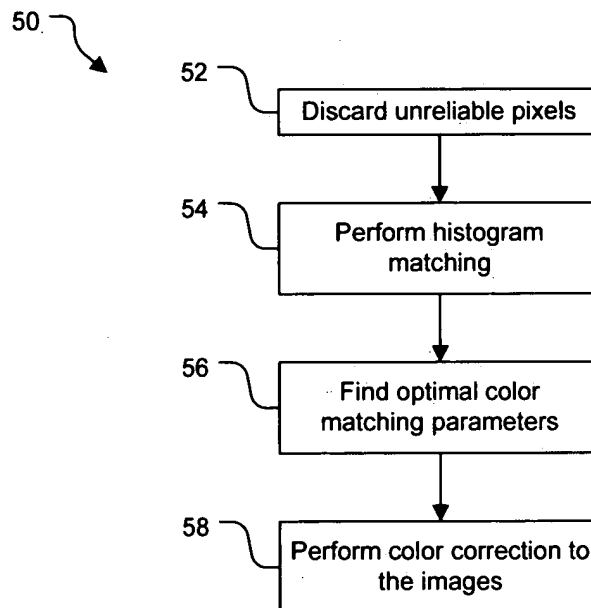 50
52
Discard unreliable pixels
54
Perform histogram
matching
56
Find optimal color
matching parameters
58
Perform color correction to
the images